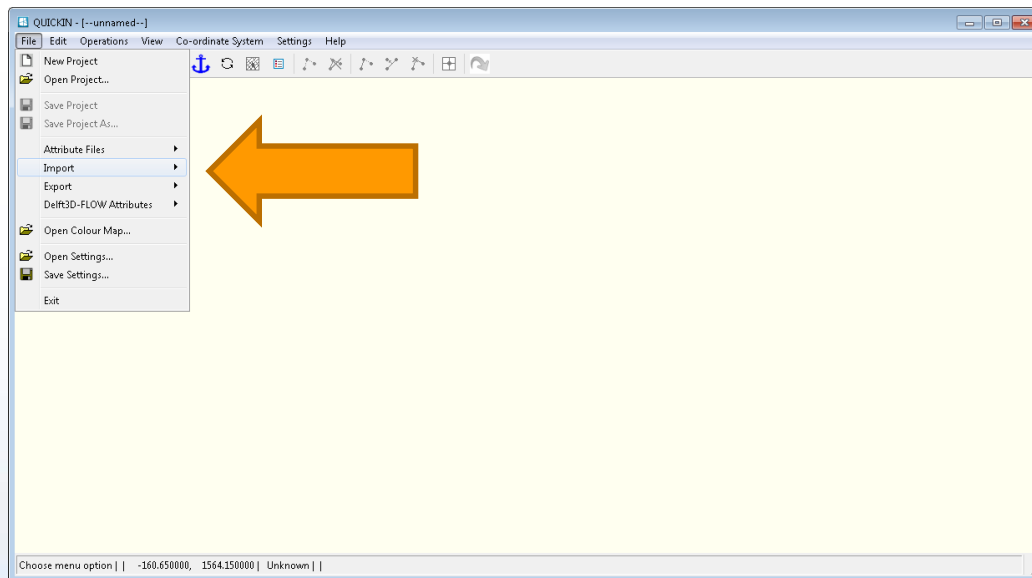 QUICKIN - [--unnamed--]
File Edit Operations View Co-ordinate System Settings Help
New Project
Open Project...
Save Project
Save Project As...
Attribute Files
Import
Export
Delft3D-FLOW Attributes
Open Colour Map...
Open Settings...
Save Settings...
Exit
Choose menu option | | -160.650000, 1564.150000 | Unknown | |